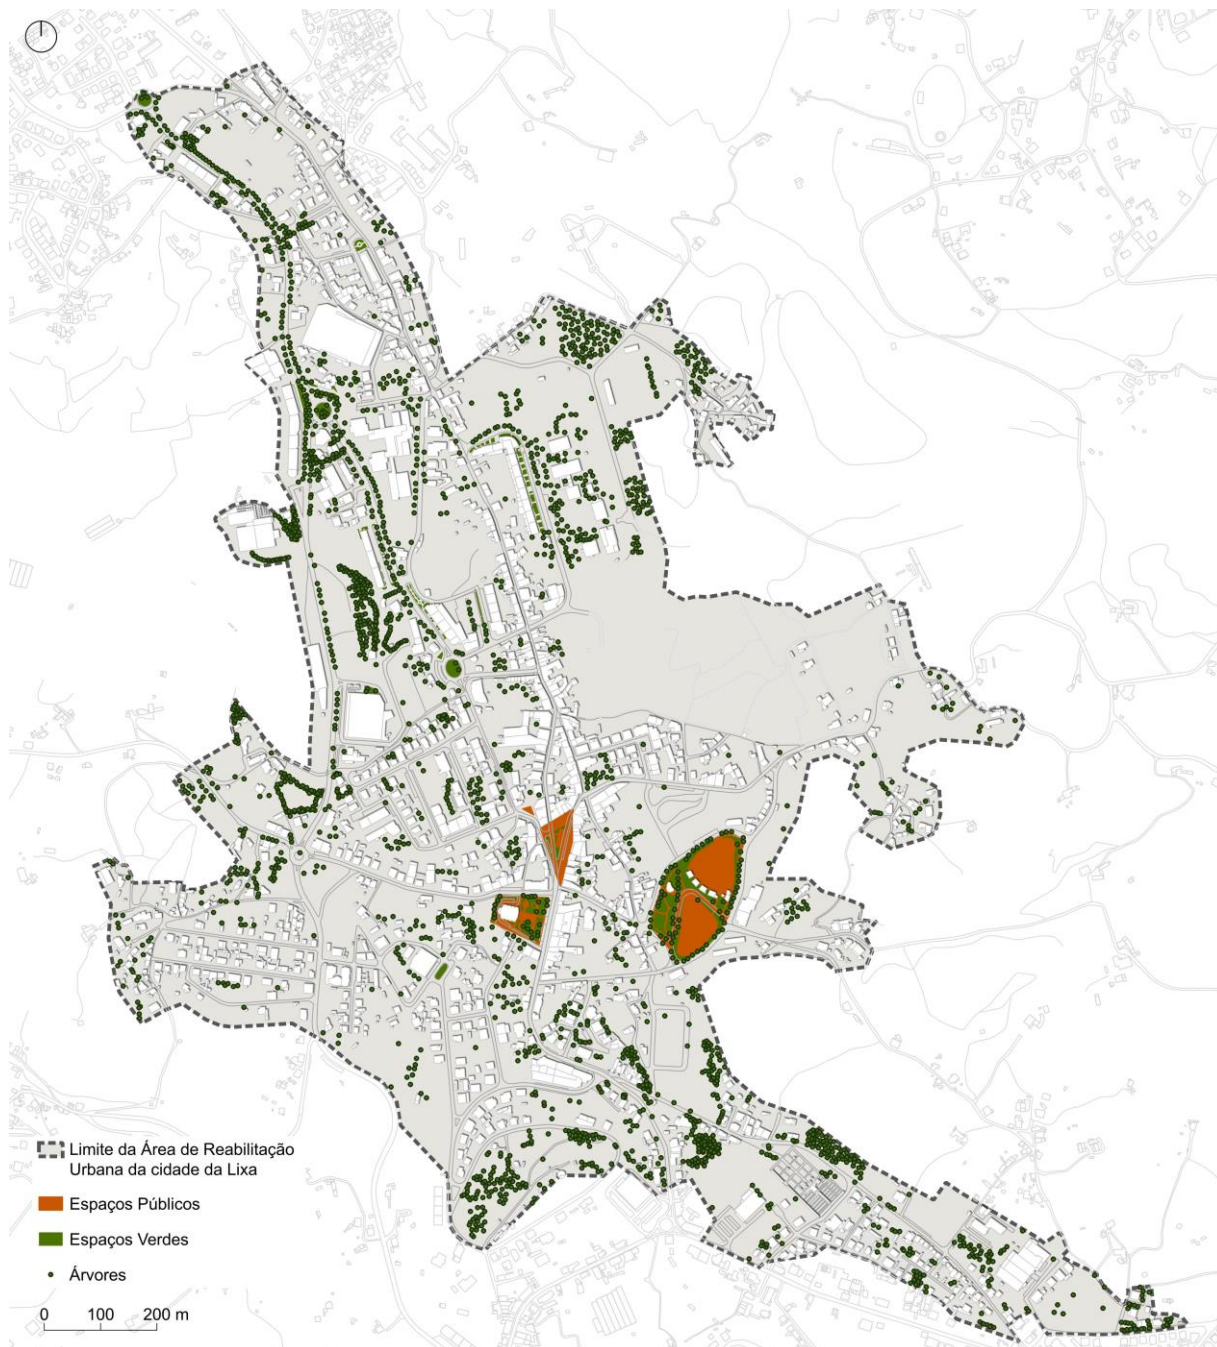 Limite da Área de Reabilitação
Urbana da cidade da Lixa
Espaços Públicos
Espaços Verdes
Árvores
0 100 200 m